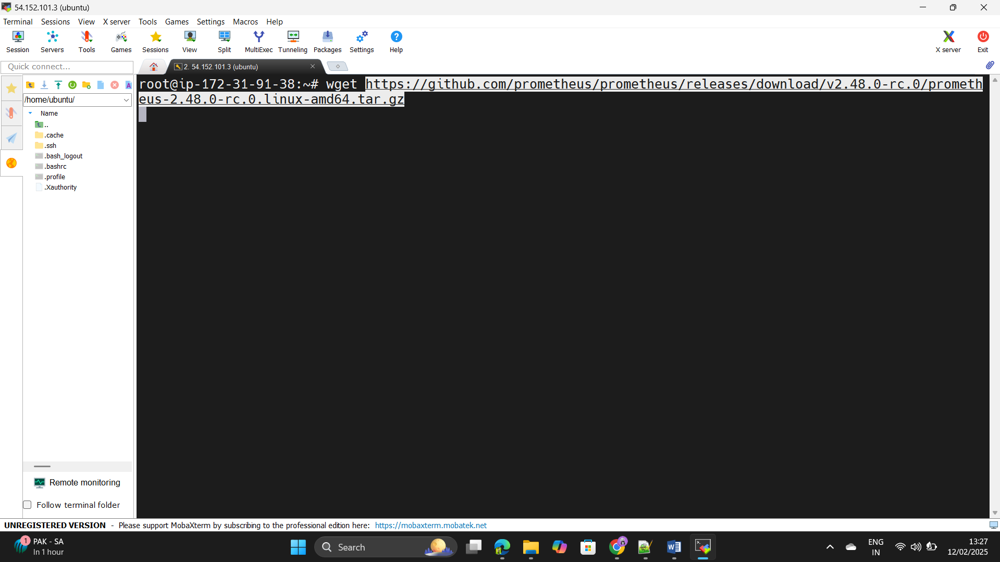 54.152.101.3 (ubuntu)
Terminal Sessions View X server Tools Games Settings Macros Help
Session Servers Tools Games Sessions View Split MultiExec Tunneling Packages Settings Help X server Exit
Quick connect...
2. 54.152.101.3 (ubuntu)
/home/ubuntu/
Name
..
.cache
.ssh
.bash_logout
.bashrc
.profile
.Xauthority
root@ip-172-31-91-38:~# wget https://github.com/prometheus/prometheus/releases/download/v2.48.0-rc.0/prometh
eus-2.48.0-rc.0.linux-amd64.tar.gz
Remote monitoring
Follow terminal folder
UNREGISTERED VERSION - Please support MobaXterm by subscribing to the professional edition here: https://mobaxterm.mobatek.net
1
PAK - SA
In 1 hour
Search
ENG
IN
13:27
12/02/2025